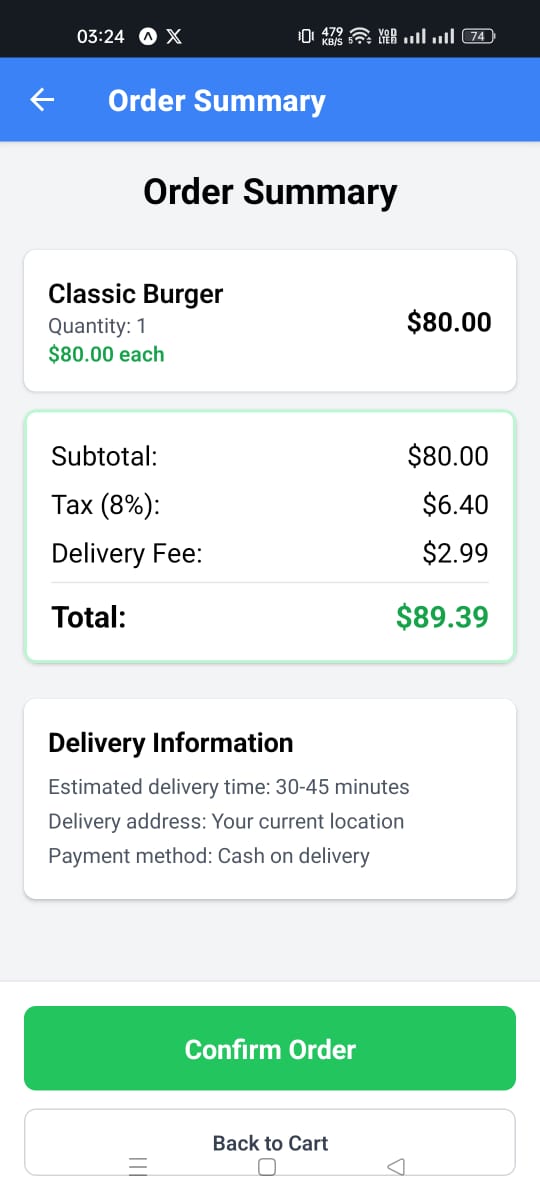 03:24
479
KB/S
5
VoD
LTE
74
Order Summary
Order Summary
Classic Burger
Quantity: 1
$80.00
$80.00 each
Subtotal: $80.00
Tax (8%): $6.40
Delivery Fee: $2.99
Total: $89.39
Delivery Information
Estimated delivery time: 30-45 minutes
Delivery address: Your current location
Payment method: Cash on delivery
Confirm Order
Back to Cart